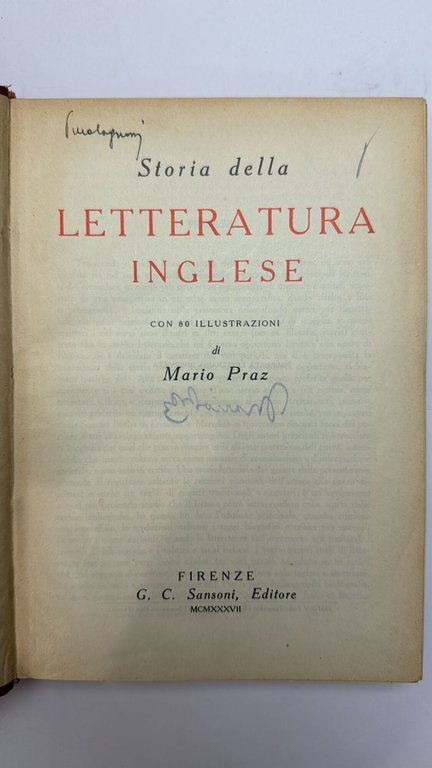 Storia della
LETTERATURA
INGLESE
CON 80 ILLUSTRAZIONI
di
Mario Praz
FIRENZE
G. C. Sansoni, Editore
MCMXXXVII